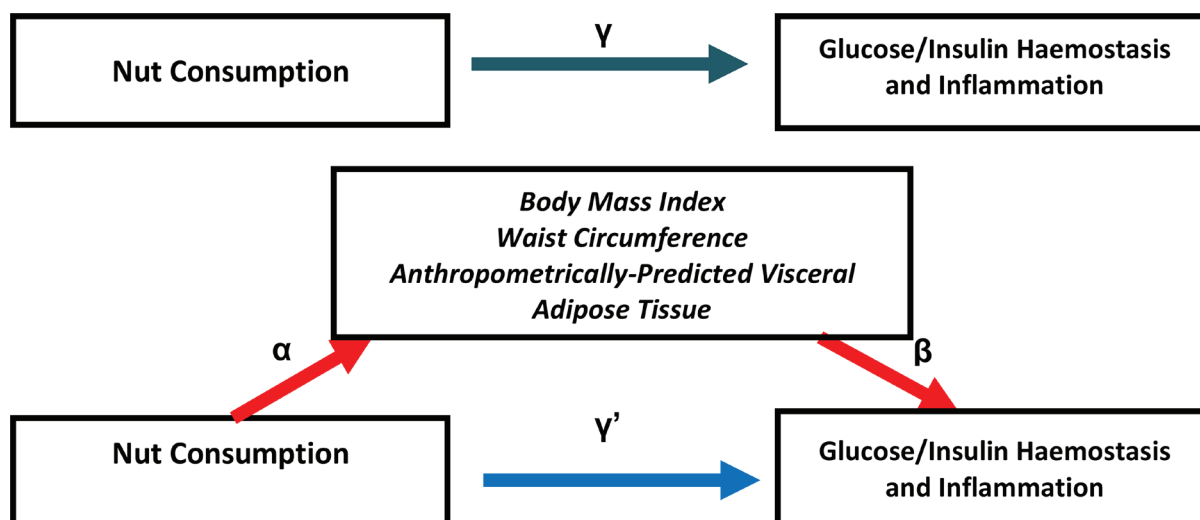 Nut Consumption
γ
Glucose/Insulin Haemostasis
and Inflammation
Body Mass Index
Waist Circumference
Anthropometrically-Predicted Visceral
Adipose Tissue
α
β
Nut Consumption
γ’
Glucose/Insulin Haemostasis
and Inflammation